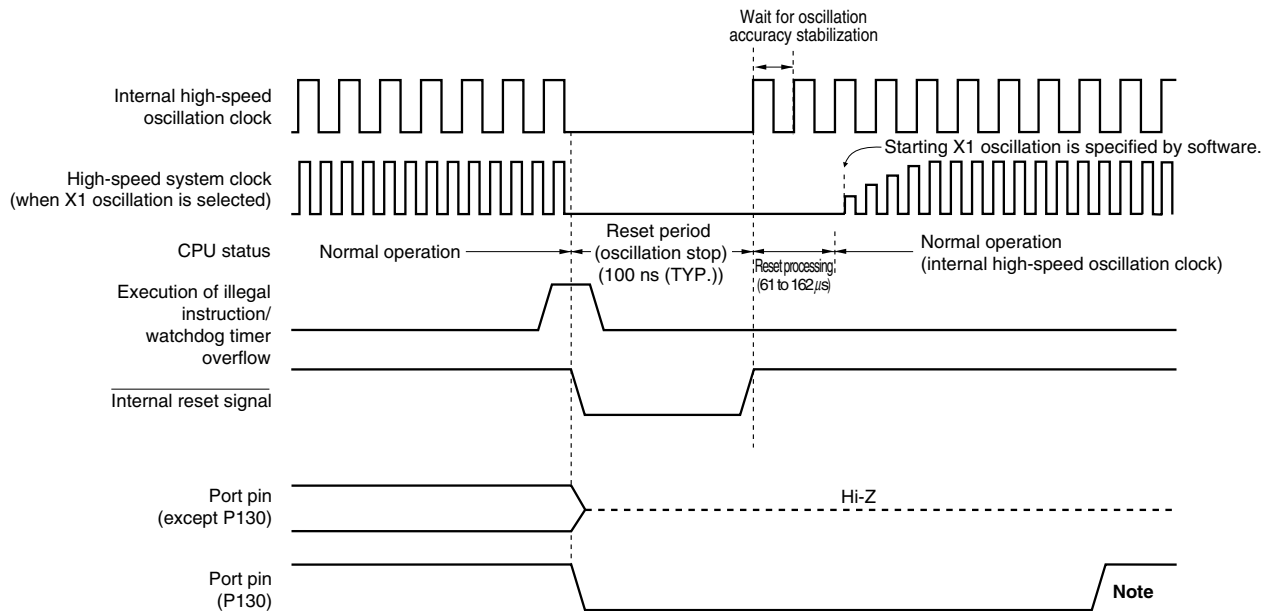 Wait for oscillation
accuracy stabilization
Internal high-speed
oscillation clock
Starting X1 oscillation is specified by software.
High-speed system clock
(when X1 oscillation is selected)
CPU status
Normal operation
Reset period
(oscillation stop)
(100 ns (TYP.))
Reset processing
(61 to 162 μs)
Normal operation
(internal high-speed oscillation clock)
Execution of illegal
instruction/
watchdog timer
overflow
Internal reset signal
Port pin
(except P130)
Hi-Z
Port pin
(P130)
Note